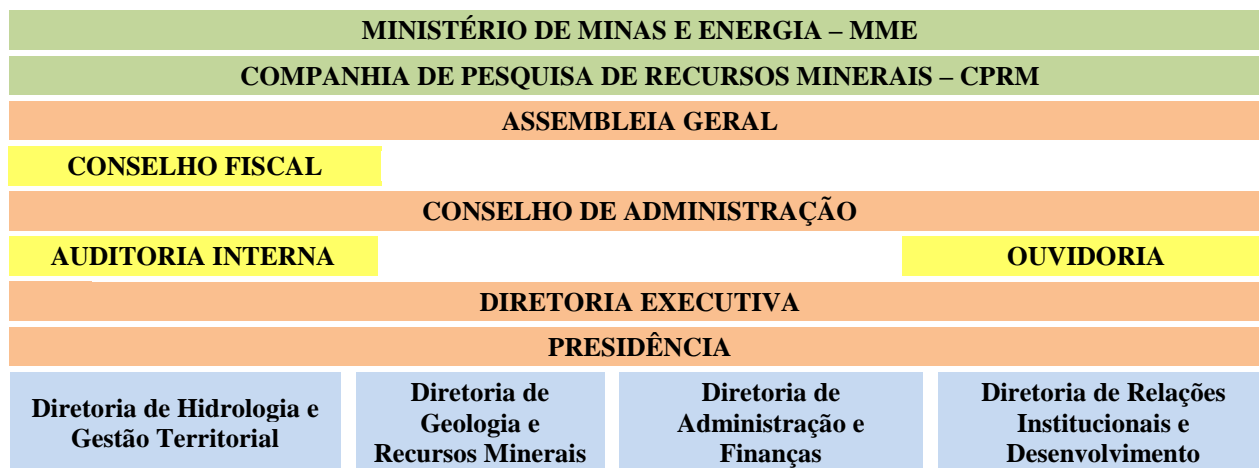 MINISTÉRIO DE MINAS E ENERGIA – MME
COMPANHIA DE PESQUISA DE RECURSOS MINERAIS – CPRM
ASSEMBLEIA GERAL
CONSELHO FISCAL
CONSELHO DE ADMINISTRAÇÃO
AUDITORIA INTERNA
OUVIDORIA
DIRETORIA EXECUTIVA
PRESIDÊNCIA
Diretoria de Hidrologia e
Gestão Territorial
Diretoria de
Geologia e
Recursos Minerais
Diretoria de
Administração e
Finanças
Diretoria de Relações
Institucionais e
Desenvolvimento